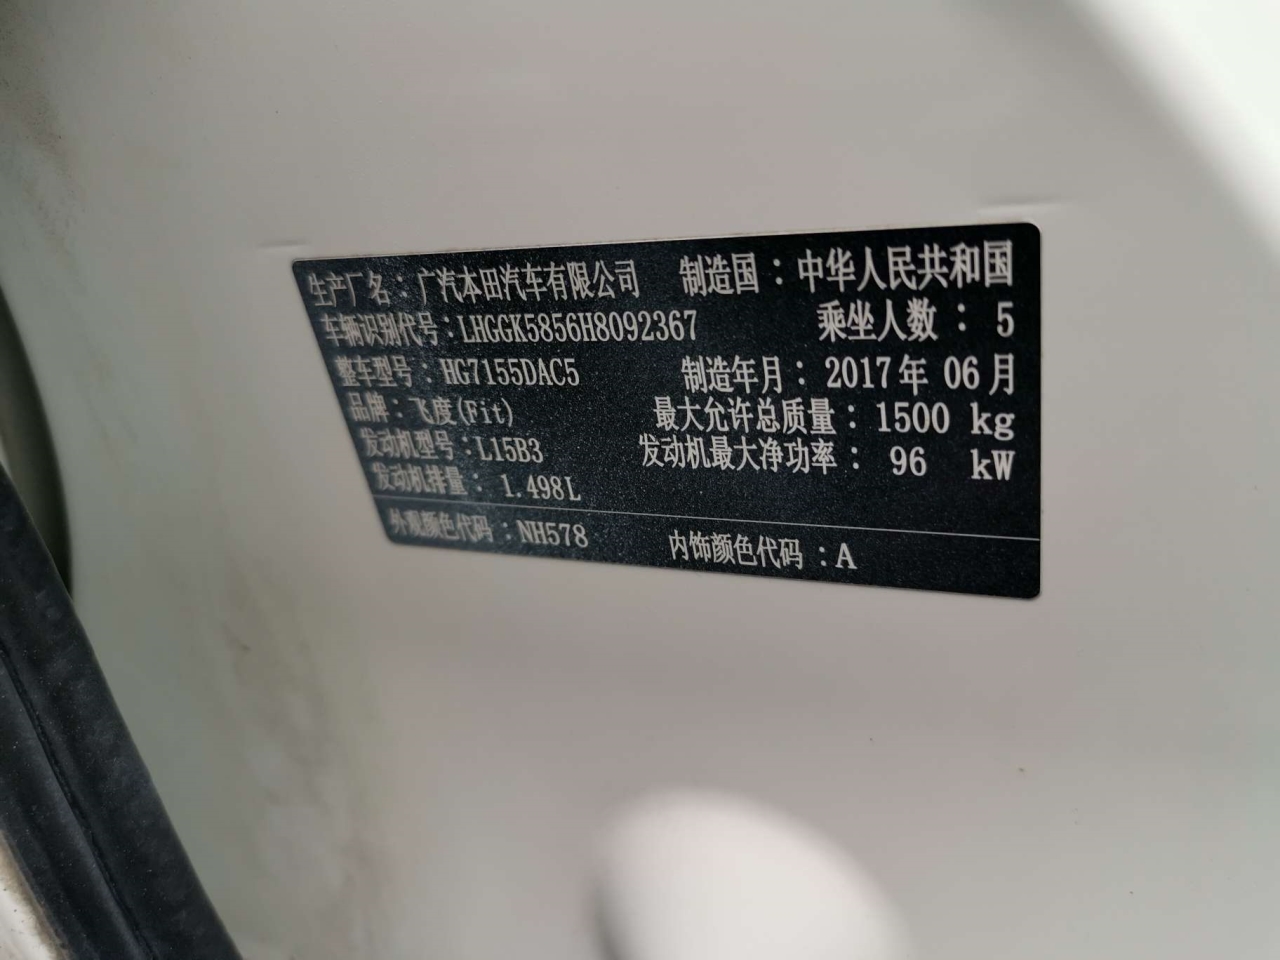 生产厂名：广汽本田汽车有限公司 制造国：中华人民共和国
车辆识别代号：LHGGK5856H8092367 乘坐人数：5
整车型号：HG7155DAC5 制造年月：2017年06月
品牌：飞度(Fit) 最大允许总质量：1500 kg
发动机型号：L15B3 发动机最大净功率：96 kW
发动机排量：1.498L
外观颜色代码：NH578 内饰颜色代码：A